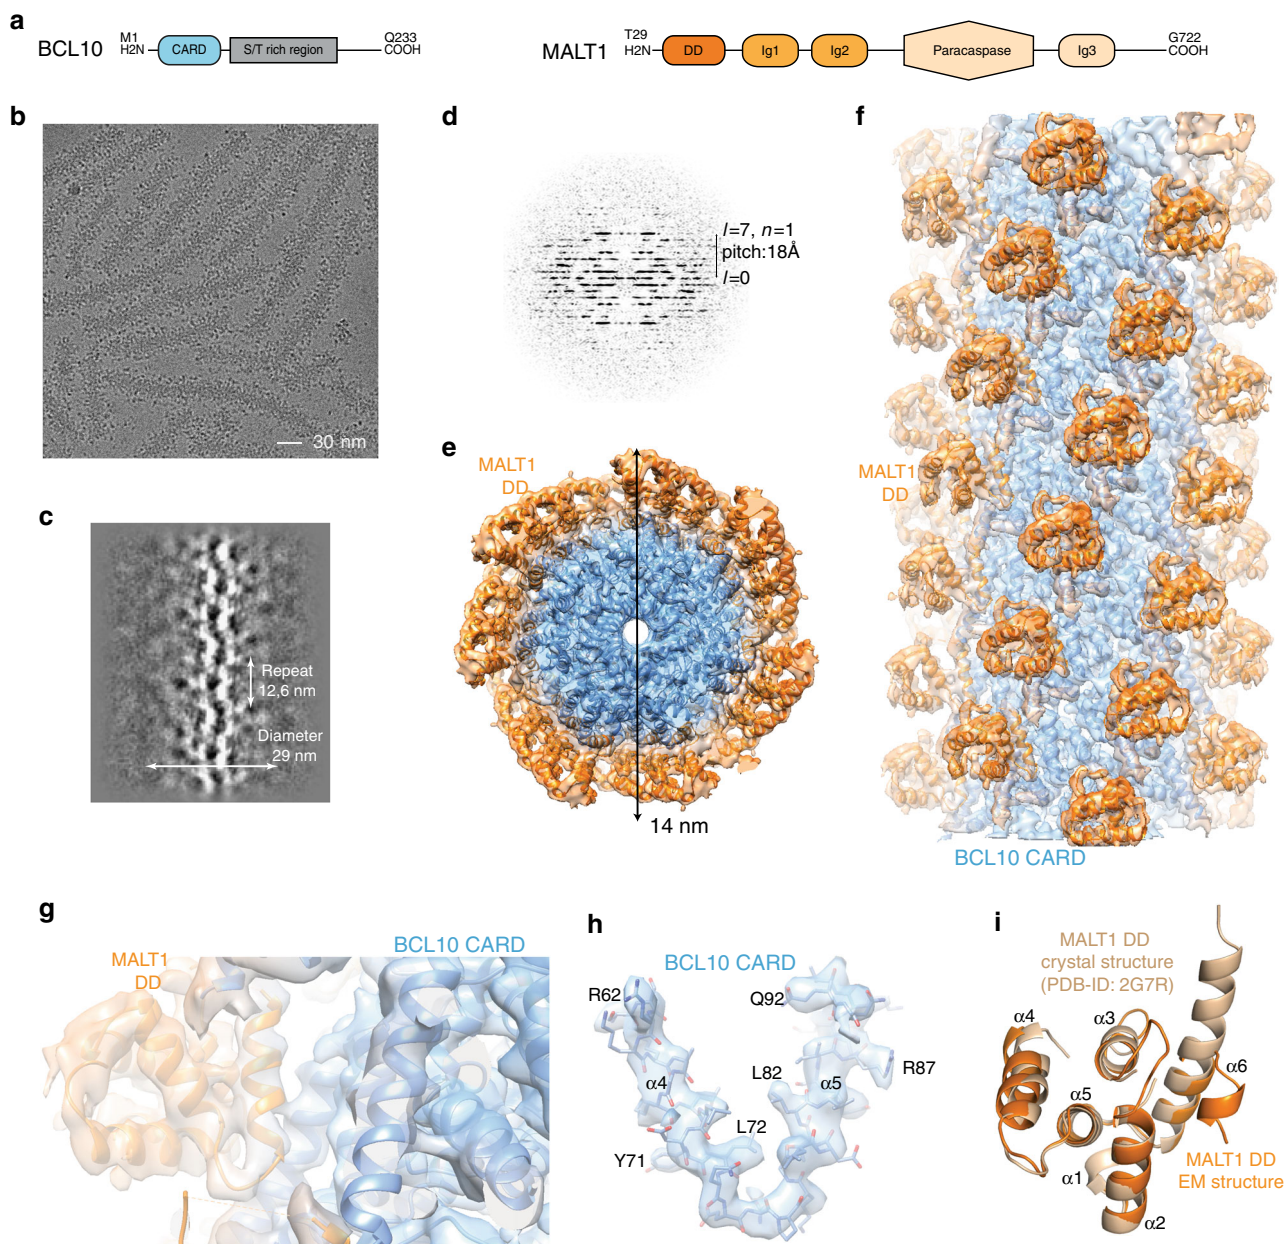 a
BCL10
M1
H2N
CARD
S/T rich region
Q233
COOH
MALT1
T29
H2N
DD
Ig1
Ig2
Paracaspase
Ig3
G722
COOH
b
30 nm
c
Repeat
12,6 nm
Diameter
29 nm
d
l=7, n=1
pitch:18Å
l=0
e
MALT1
DD
14 nm
f
MALT1
DD
BCL10 CARD
g
MALT1
DD
BCL10 CARD
h
BCL10 CARD
R62
Q92
α4
L82
α5
R87
L72
Y71
i
MALT1 DD
crystal structure
(PDB-ID: 2G7R)
α4
α3
α6
α5
α1
α2
MALT1 DD
EM structure